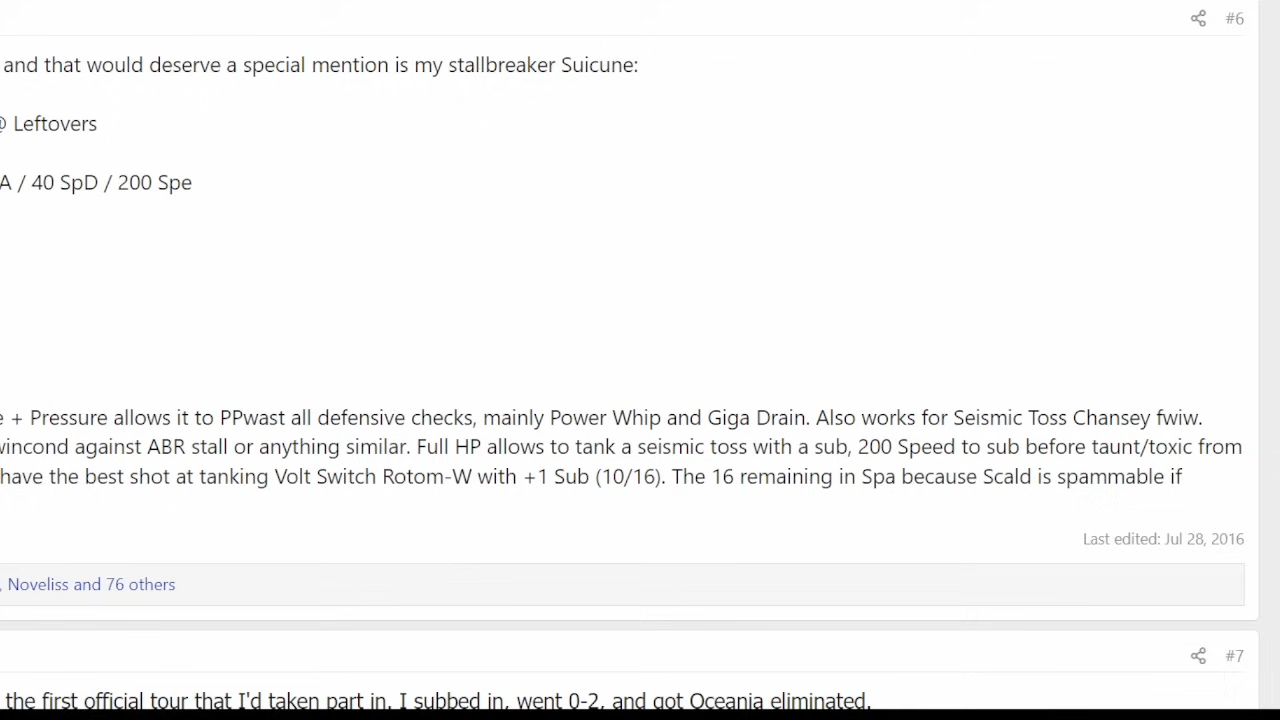 #6
and that would deserve a special mention is my stallbreaker Suicune:
@ Leftovers
A / 40 SpD / 200 Spe
e + Pressure allows it to PPwast all defensive checks, mainly Power Whip and Giga Drain. Also works for Seismic Toss Chansey fwiw.
wincond against ABR stall or anything similar. Full HP allows to tank a seismic toss with a sub, 200 Speed to sub before taunt/toxic from
have the best shot at tanking Volt Switch Rotom-W with +1 Sub (10/16). The 16 remaining in Spa because Scald is spammable if
Last edited: Jul 28, 2016
, Noveliss and 76 others
#7
the first official tour that I'd taken part in. I subbed in, went 0-2, and got Oceania eliminated.